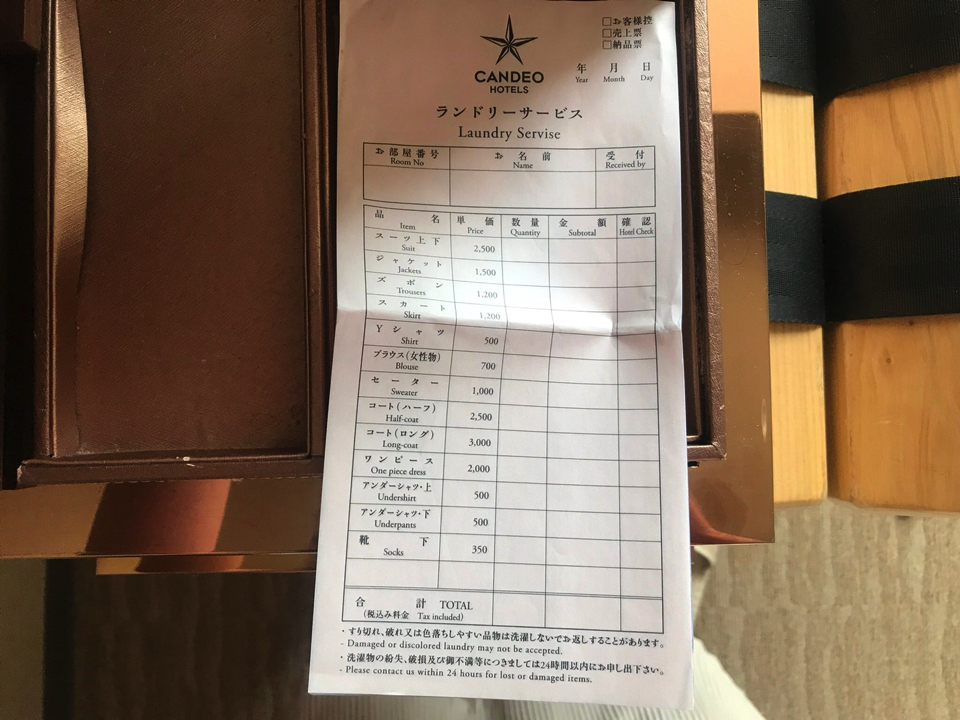 □お客様控
□売上票
□納品票
CANDEO
HOTELS
年 月 日
Year Month Day
ランドリーサービス
Laundry Servise
お部屋番号 お名前 受付
Room No Name Received by
品名 単価 数量 金額 確認
Item Price Quantity Subtotal Hotel Check
スーツ上下
Suit 2,500
ジャケット
Jackets 1,500
ズボン
Trousers 1,200
スカート
Skirt 1,200
Yシャツ
Shirt 500
ブラウス(女性物)
Blouse 700
セーター
Sweater 1,000
コート(ハーフ)
Half-coat 2,500
コート(ロング)
Long-coat 3,000
ワンピース
One piece dress 2,000
アンダーシャツ・上
Undershirt 500
アンダーシャツ・下
Underpants 500
靴下
Socks 350
合計 TOTAL
(税込み料金 Tax included)
・すり切れ、破れ又は色落ちしやすい品物は洗濯しないでお返しすることがあります。
- Damaged or discolored laundry may not be accepted.
・洗濯物の紛失、破損及び御不満等につきましては24時間以内にお申し出下さい。
- Please contact us within 24 hours for lost or damaged items.